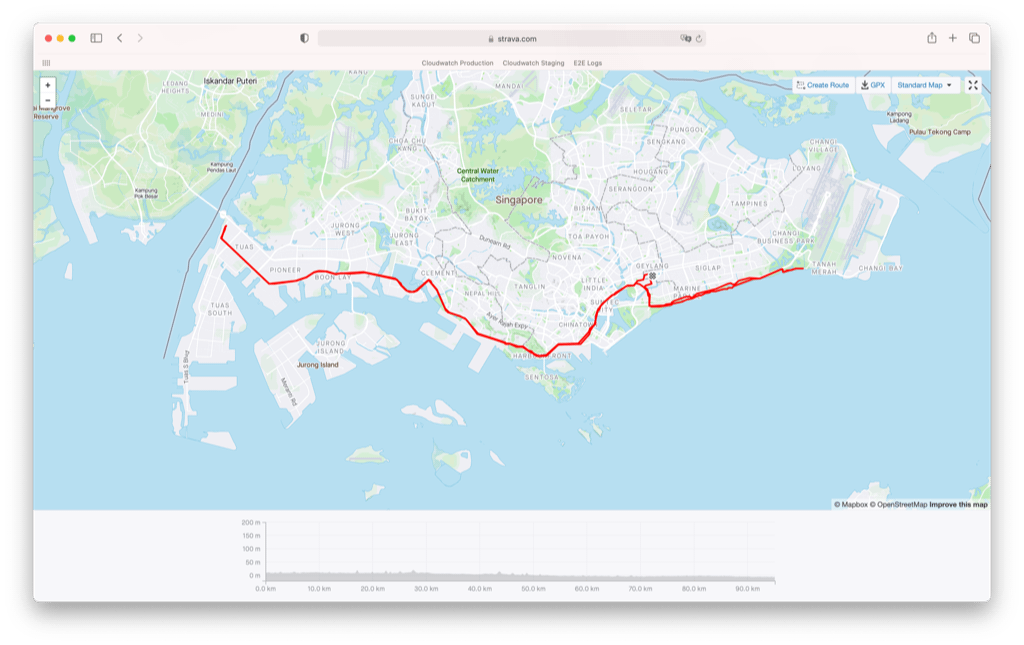 strava.com
Cloudwatch Production Cloudwatch Staging E2E Logs
+
−
Create Route
GPX
Standard Map
Iskandar Puteri
KANU
LEDANG
HEIGHTS
MEDINI
Reserve
Kampung
Pendas Laut
Kampung
Pok Besar
SUNGEI
KADUT
MANDAI
CHOA CHU
KANG
Central Water
Catchment
Singapore
SELETAR
PUNGGOL
SENGKANG
HOUGANG
SERANGOON
BISHAN
TOA PAYOH
NOVENA
Dunearn Rd
BUKIT
BATOK
JURONG
WEST
JURONG
EAST
Kampong
Ladang
Pulau Tekong Camp
CHANGI
VILLAGE
LOYANG
TAMPINES
CHANGI
BUSINESS PARK
TANAH
MERAH
CHANGI BAY
GEYLANG
SIGLAP
MARINE
TUAS
PIONEER
BOON LAY
CLEMENTI
NEPAL HILL
TANGLIN
LITTLE
INDIA
SUNTEC
CITY
Ayer Rajah Expy
CHINATOWN
HARBOURFRONT
SENTOSA
TUAS
SOUTH
Tuas S Blvd
JURONG
ISLAND
Jurong Island
Meranti Rd
© Mapbox © OpenStreetMap Improve this map
200 m
150 m
100 m
50 m
0 m
0.0 km 10.0 km 20.0 km 30.0 km 40.0 km 50.0 km 60.0 km 70.0 km 80.0 km 90.0 km